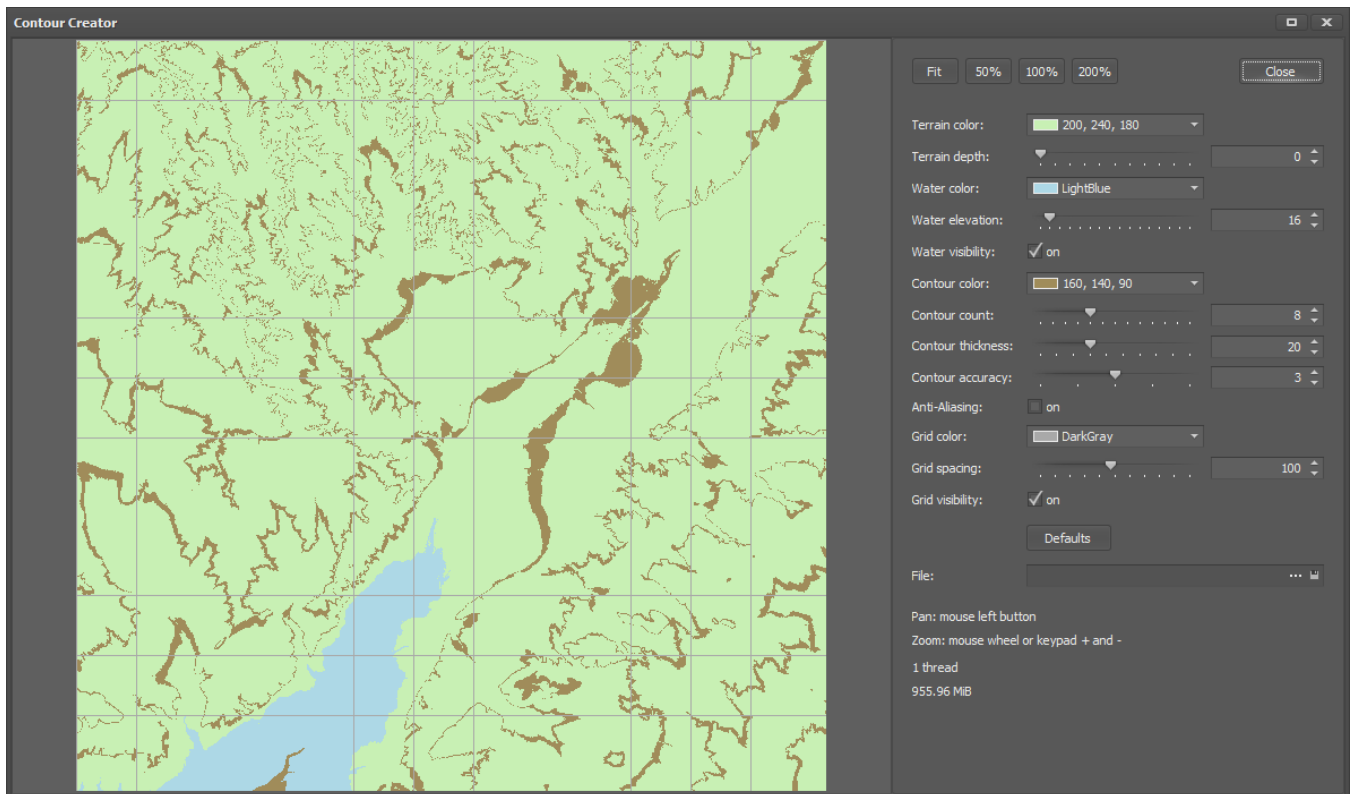 Contour Creator
Fit 50% 100% 200% Close
Terrain color: 200, 240, 180
Terrain depth: 0
Water color: LightBlue
Water elevation: 16
Water visibility: on
Contour color: 160, 140, 90
Contour count: 8
Contour thickness: 20
Contour accuracy: 3
Anti-Aliasing: on
Grid color: DarkGray
Grid spacing: 100
Grid visibility: on
Defaults
File: ...
Pan: mouse left button
Zoom: mouse wheel or keypad + and -
1 thread
955.96 MiB